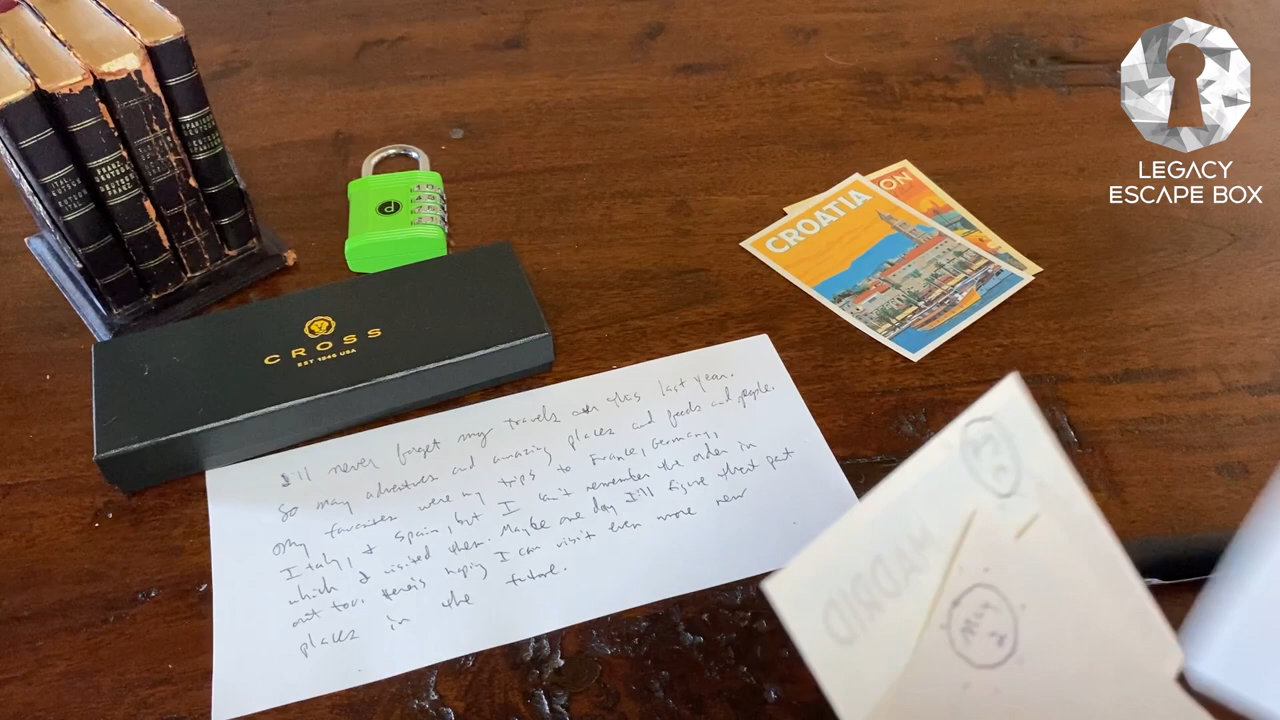 LEGACY
ESCAPE BOX
CROATIA
ON
CROSS
EST 1846 USA
I'll never forget my travels this last year.
So may adventures and amazing places and foods and people.
My favorites were my trips to France, Germany,
Italy, & Spain, but I can't remember the order in
which I visited them. Maybe one day I'll figure that part
out too. Here's hoping I can visit even more new
places in the future.
MADRID
May